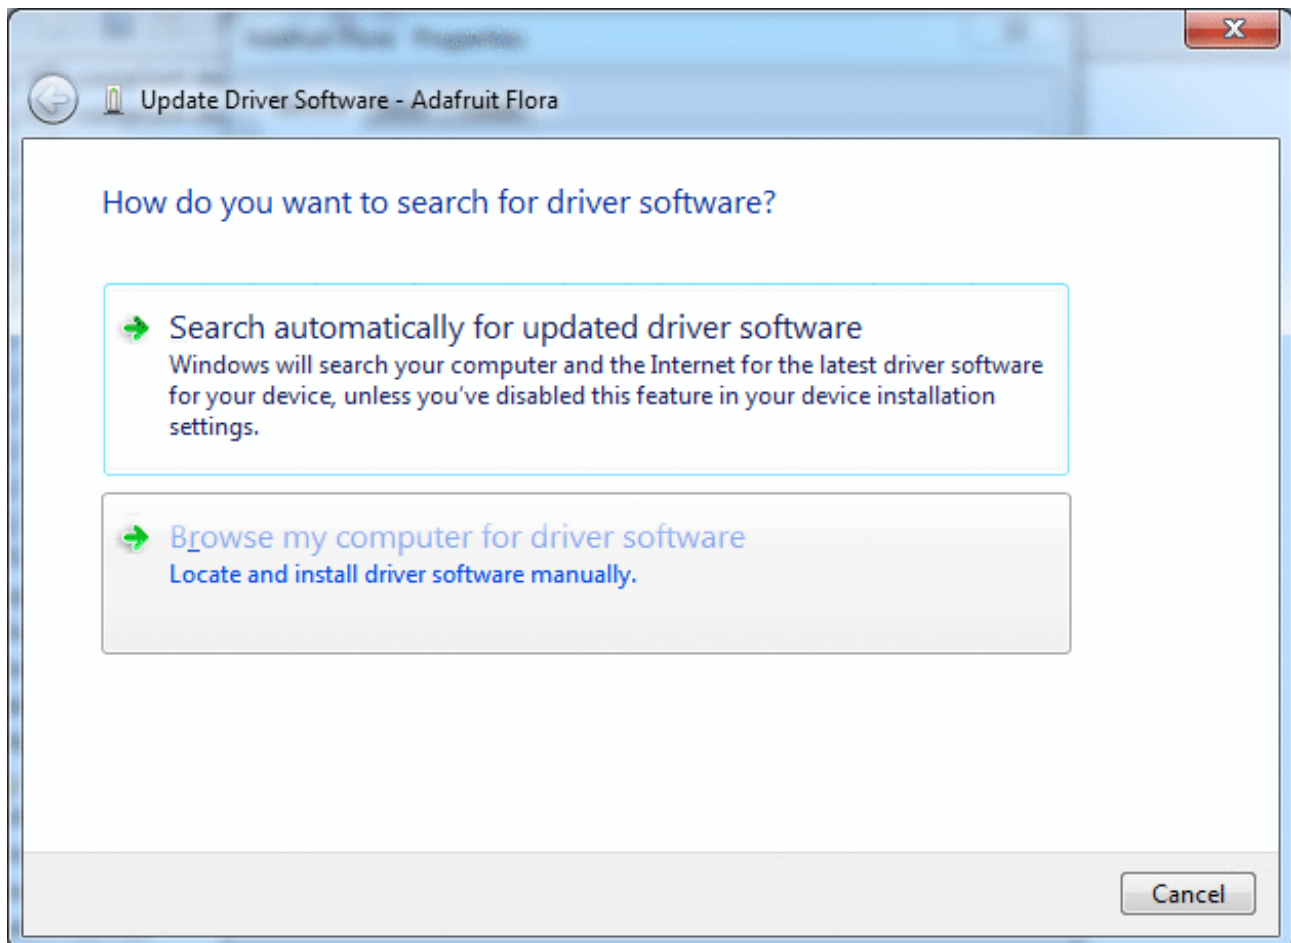 Update Driver Software - Adafruit Flora
How do you want to search for driver software?
Search automatically for updated driver software
Windows will search your computer and the Internet for the latest driver software
for your device, unless you've disabled this feature in your device installation
settings.
Browse my computer for driver software
Locate and install driver software manually.
Cancel